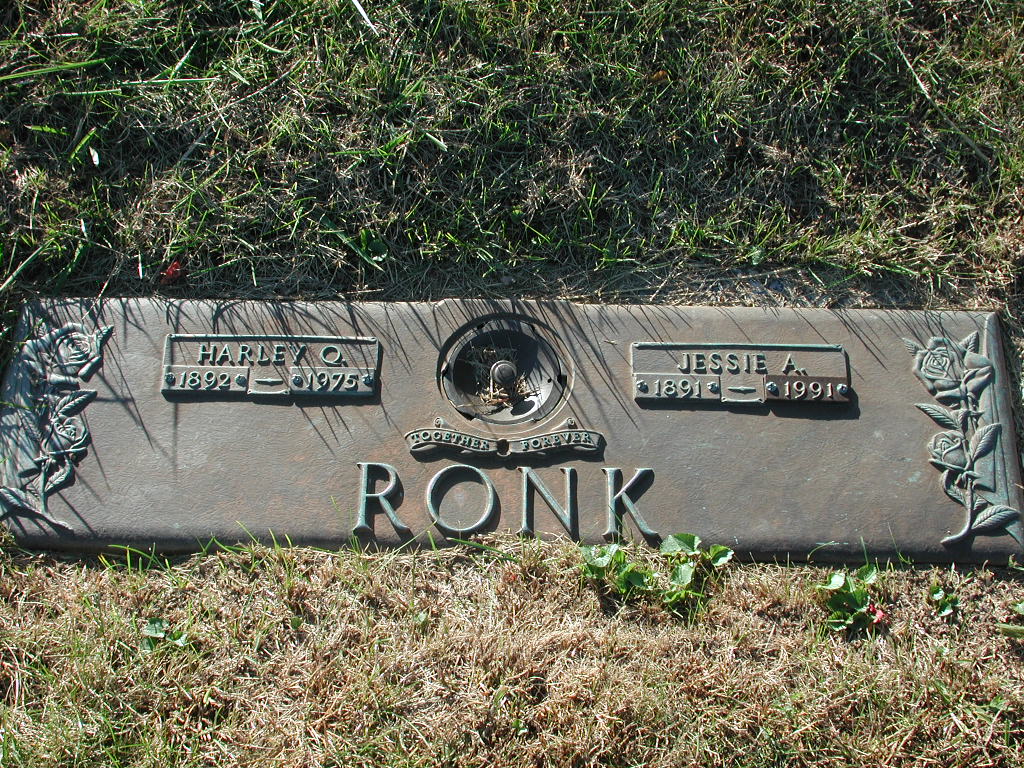 HARLEY Q.
1892 – 1975
JESSIE A.
1891 – 1991
TOGETHER FOREVER
RONK